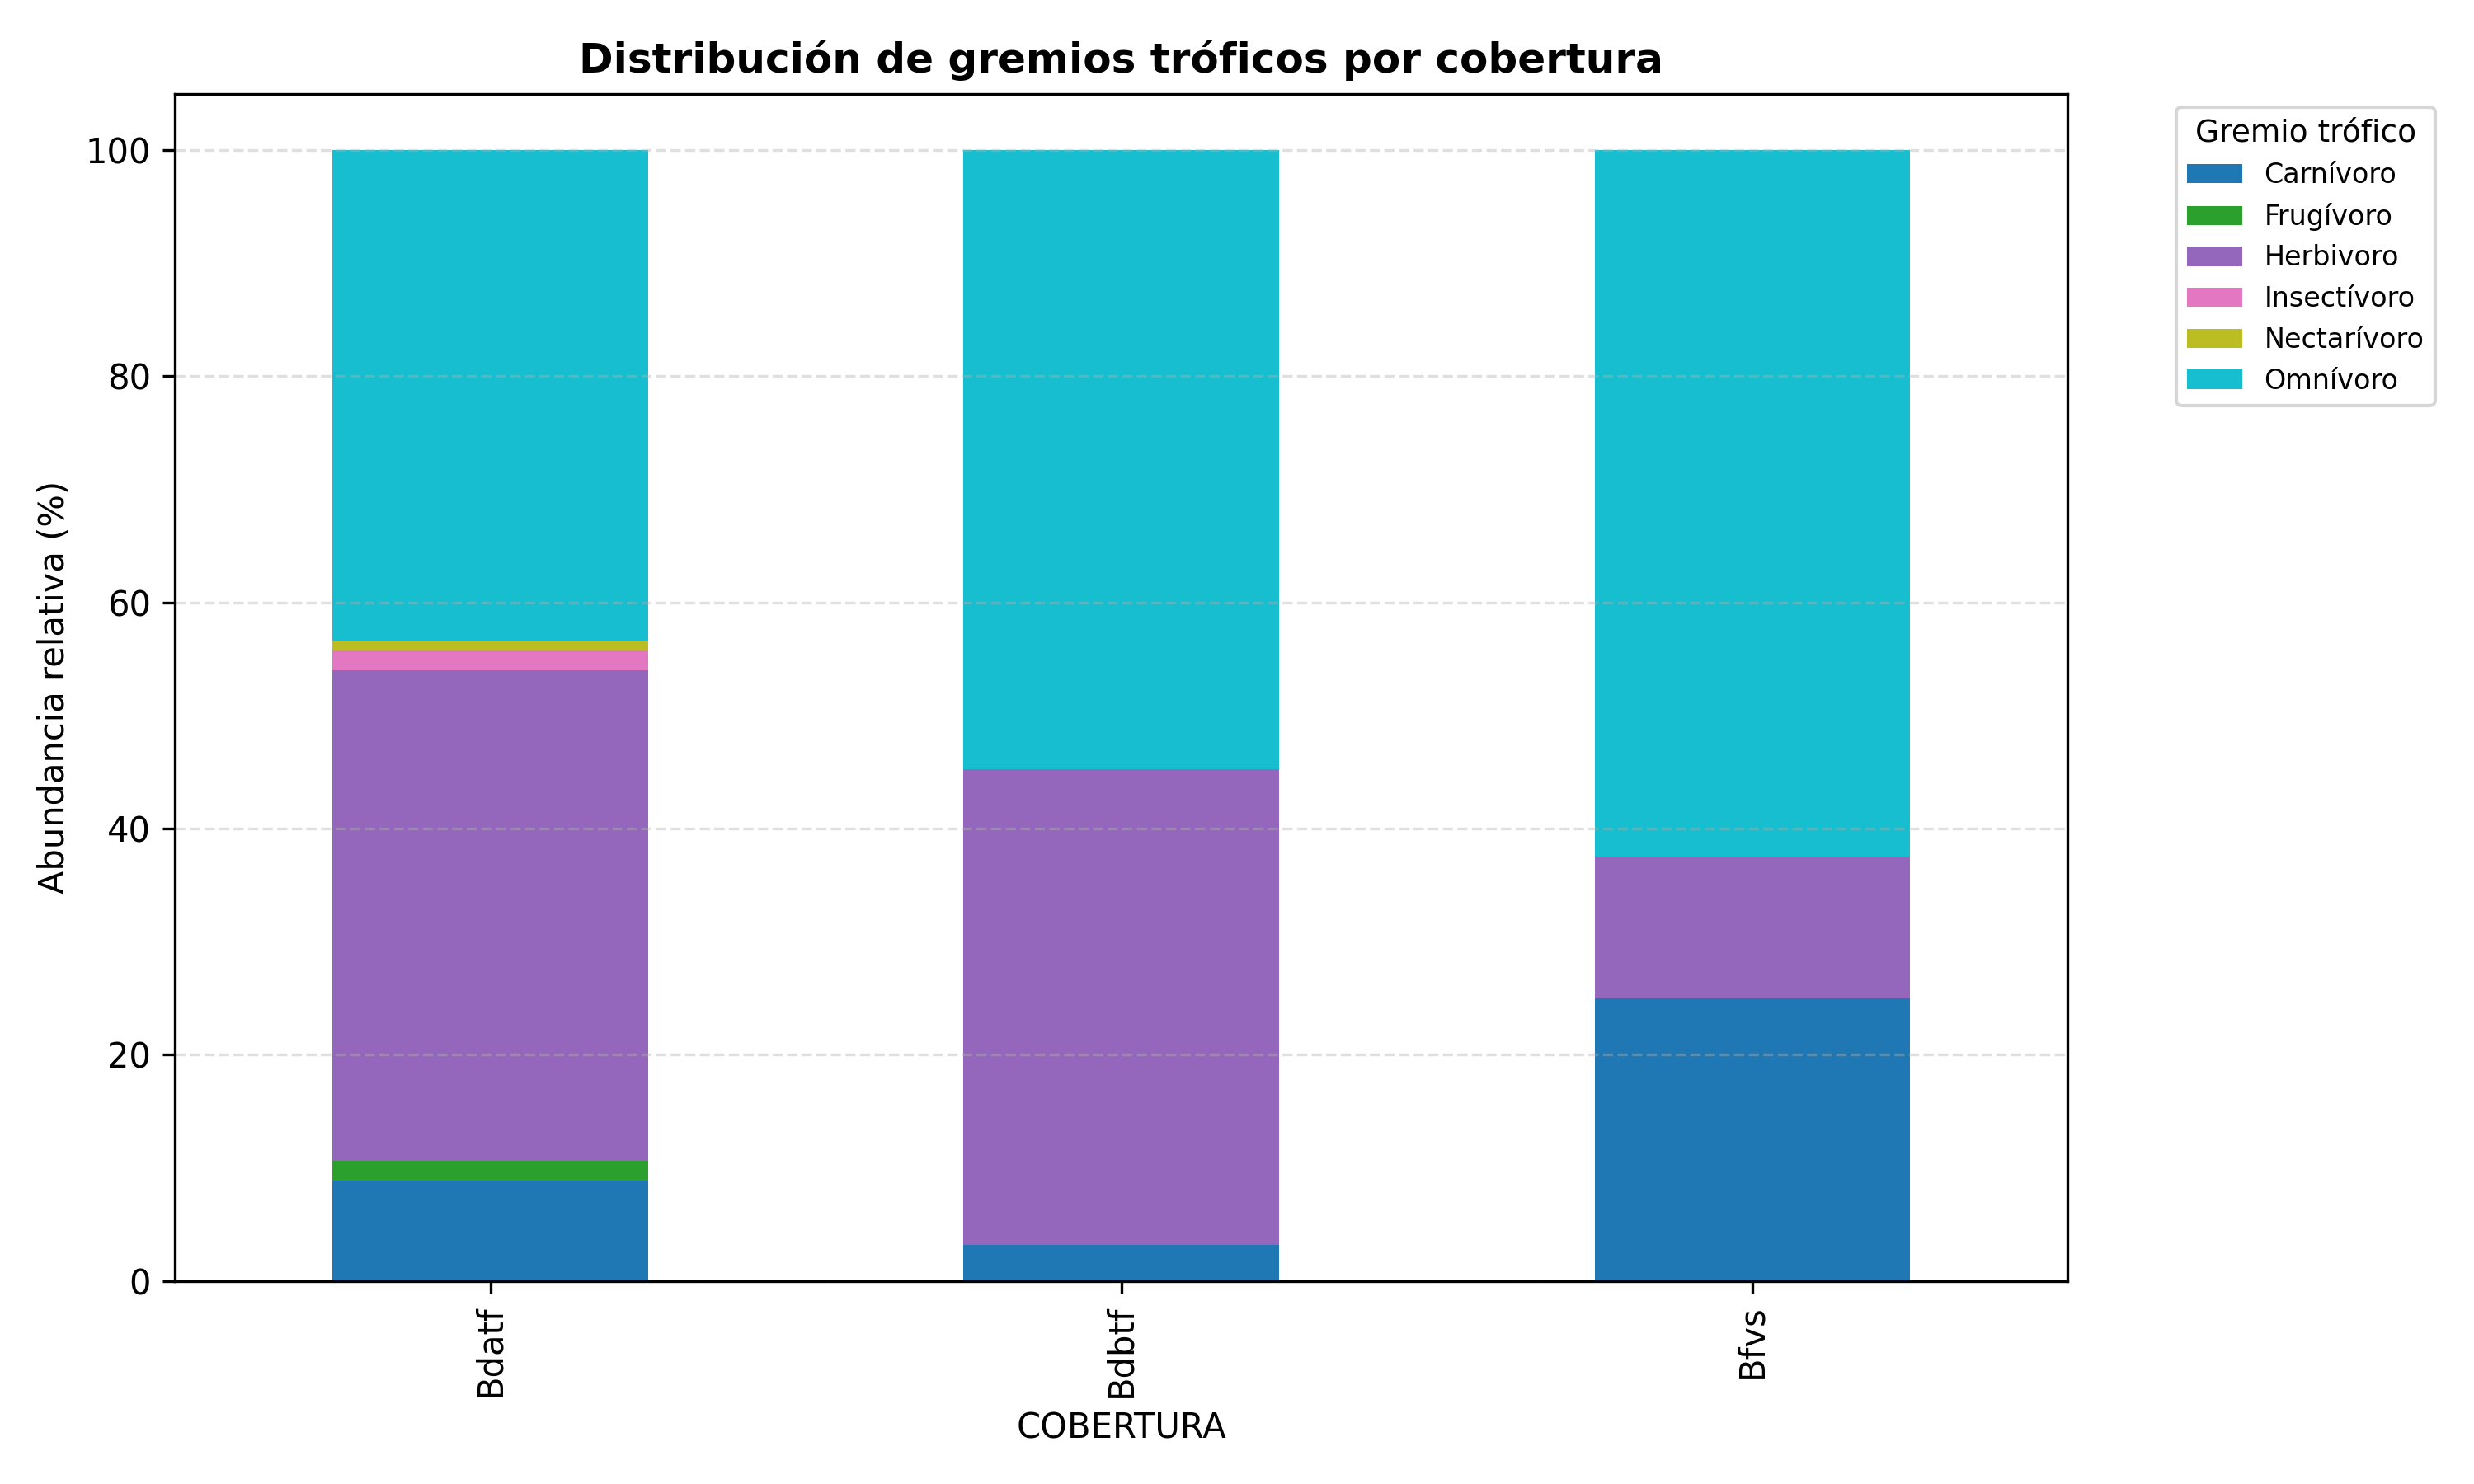 Distribución de gremios tróficos por cobertura
Gremio trófico
Carnívoro
Frugívoro
Herbivoro
Insectívoro
Nectarívoro
Omnívoro
Abundancia relativa (%)
100
80
60
40
20
0
Bdatf
Bdbtf
Bfvs
COBERTURA